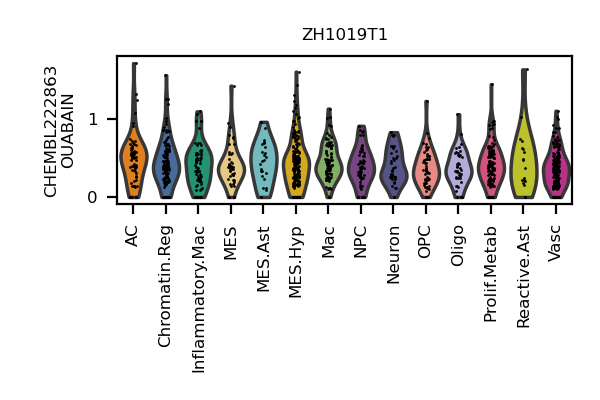 ZH1019T1
CHEMBL222863
OUABAIN
1
0
AC
Chromatin.Reg
Inflammatory.Mac
MES
MES.Ast
MES.Hyp
Mac
NPC
Neuron
OPC
Oligo
Prolif.Metab
Reactive.Ast
Vasc